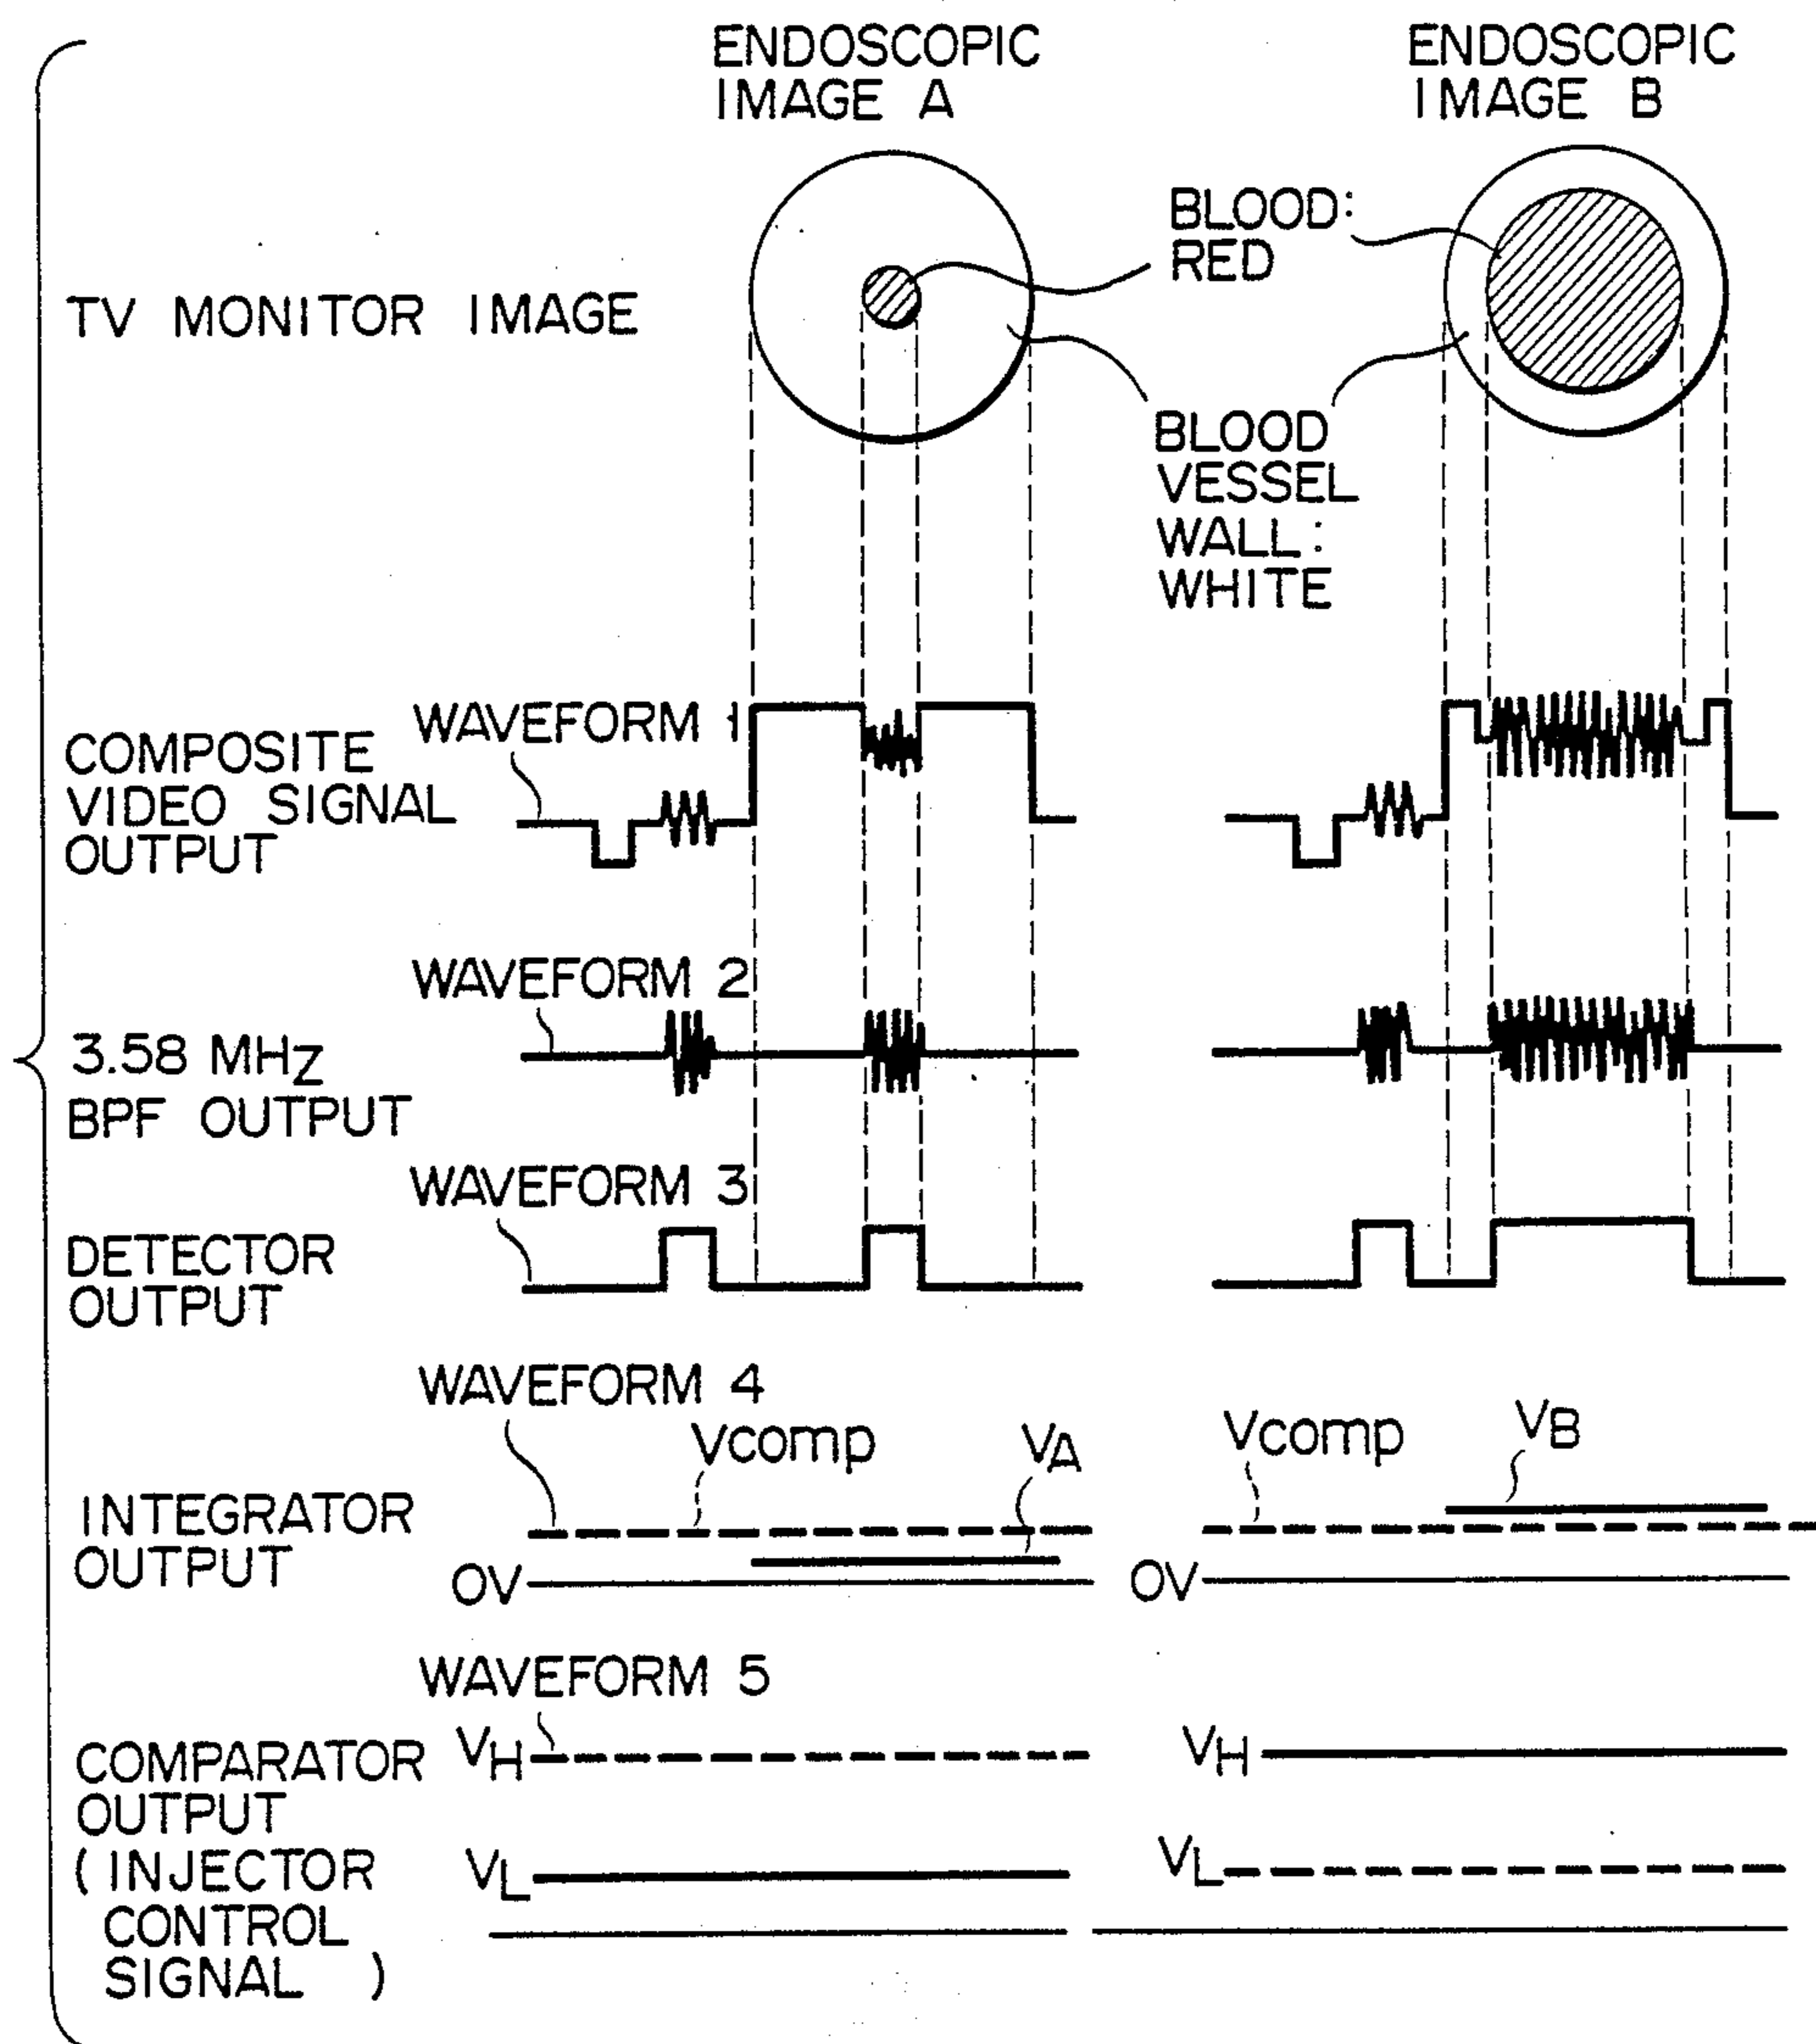 ENDOSCOPIC
IMAGE A
ENDOSCOPIC
IMAGE B
TV MONITOR IMAGE
BLOOD:
RED
BLOOD
VESSEL
WALL:
WHITE
WAVEFORM 1
COMPOSITE
VIDEO SIGNAL
OUTPUT
WAVEFORM 2
3.58 MHz
BPF OUTPUT
WAVEFORM 3
DETECTOR
OUTPUT
WAVEFORM 4
Vcomp
VA
Vcomp
VB
INTEGRATOR
OUTPUT
OV
OV
WAVEFORM 5
COMPARATOR
OUTPUT
(INJECTOR
CONTROL
SIGNAL )
VH
VH
VL
VL